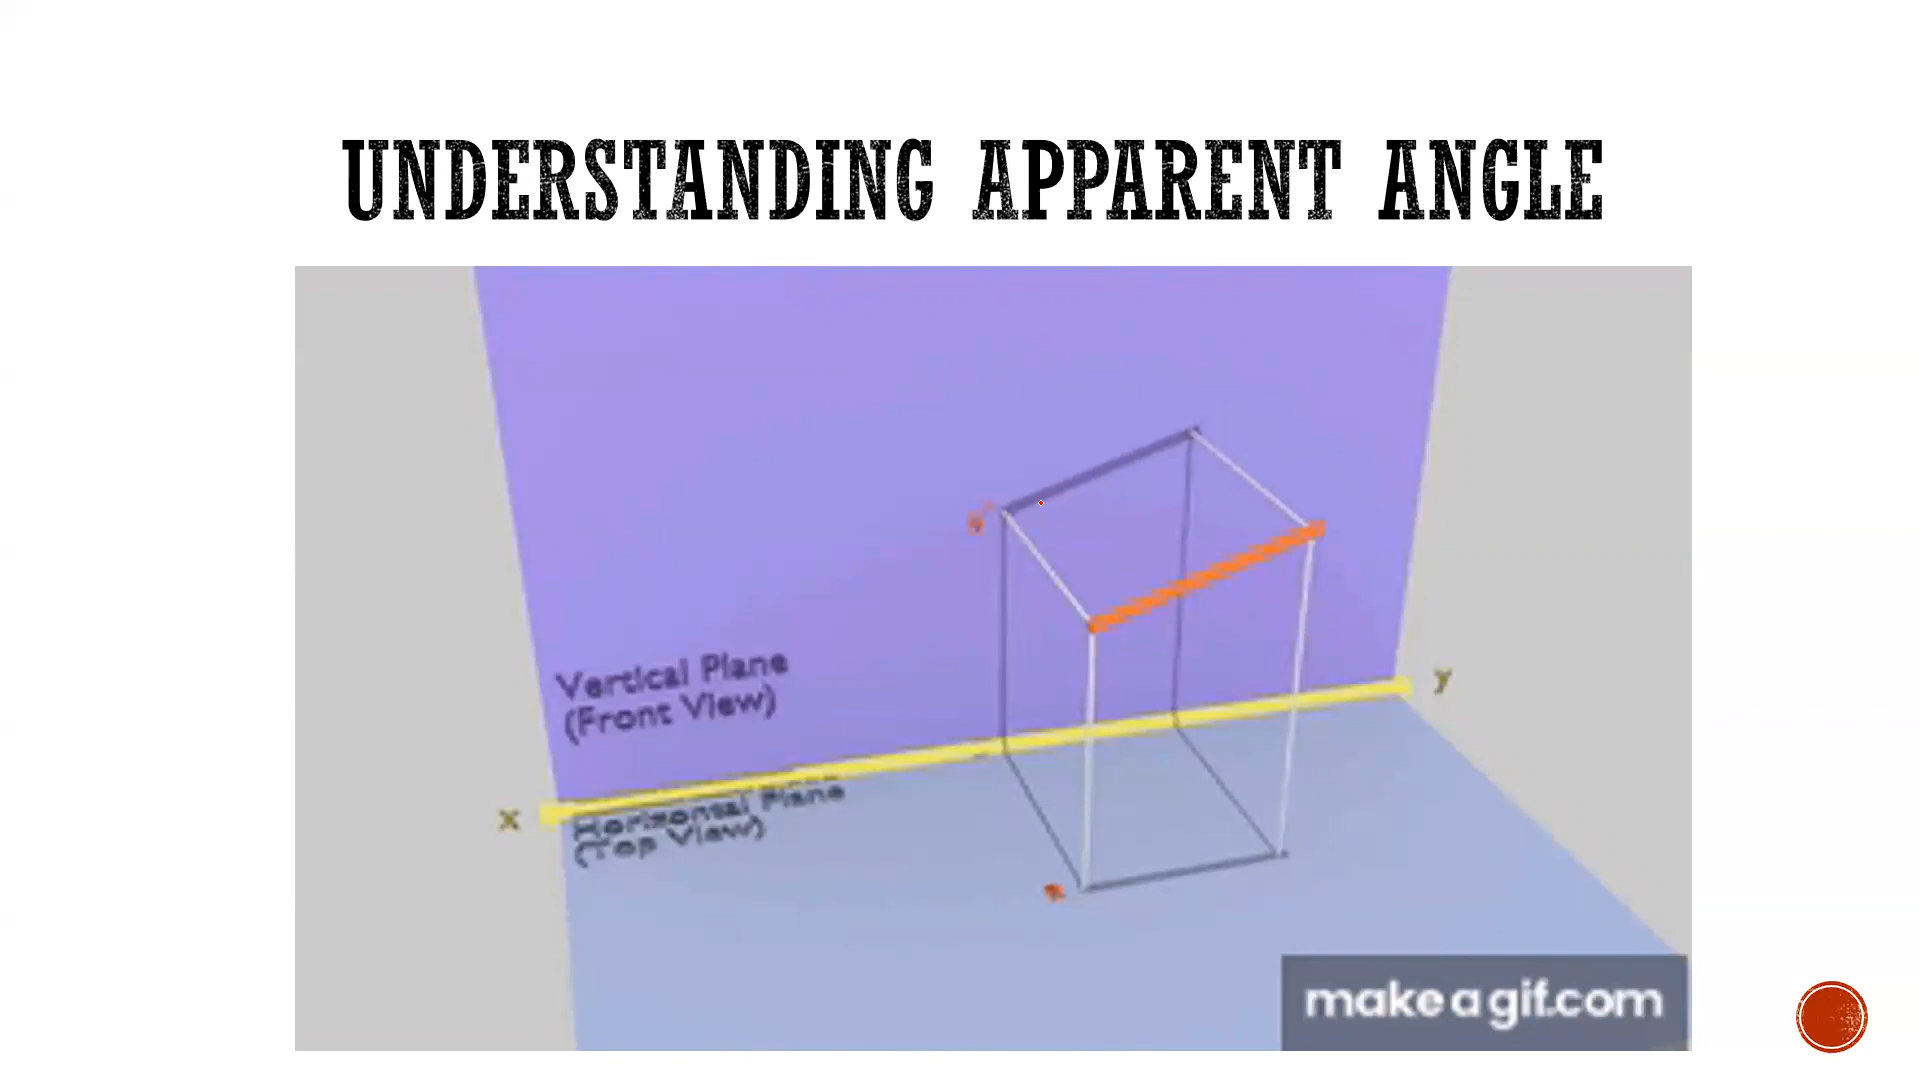 UNDERSTANDING APPARENT ANGLE
Vertical Plane
(Front View)
y
x
Horizontal Plane
(Top View)
makeagif.com